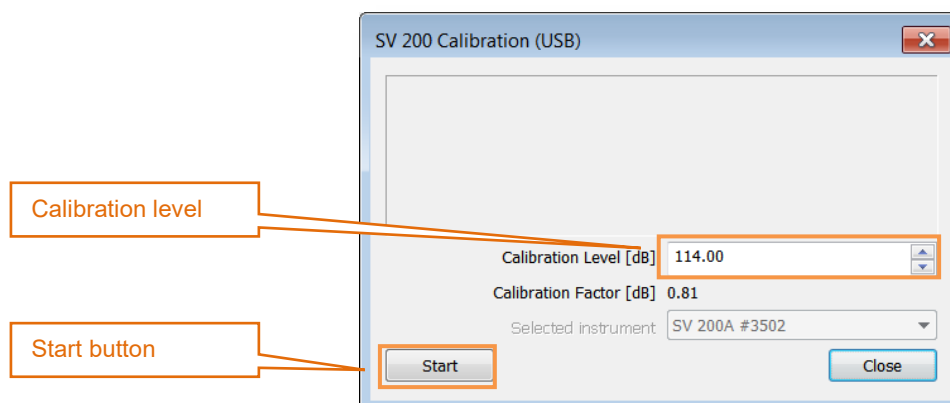 SV 200 Calibration (USB)
Calibration level
Calibration Level [dB] 114.00
Calibration Factor [dB] 0.81
Selected instrument SV 200A #3502
Start button
Start
Close